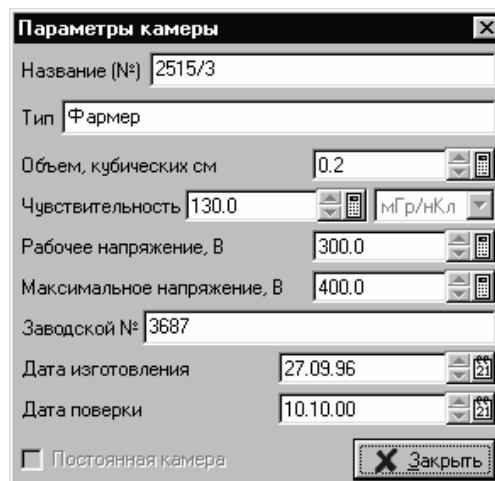 Параметры камеры
Название (№) 2515/3
Тип Фармер
Объем, кубических см 0.2
Чувствительность 130.0 мГр/нКл
Рабочее напряжение, В 300.0
Максимальное напряжение, В 400.0
Заводской № 3687
Дата изготовления 27.09.96 21
Дата поверки 10.10.00 21
Постоянная камера Закрыть